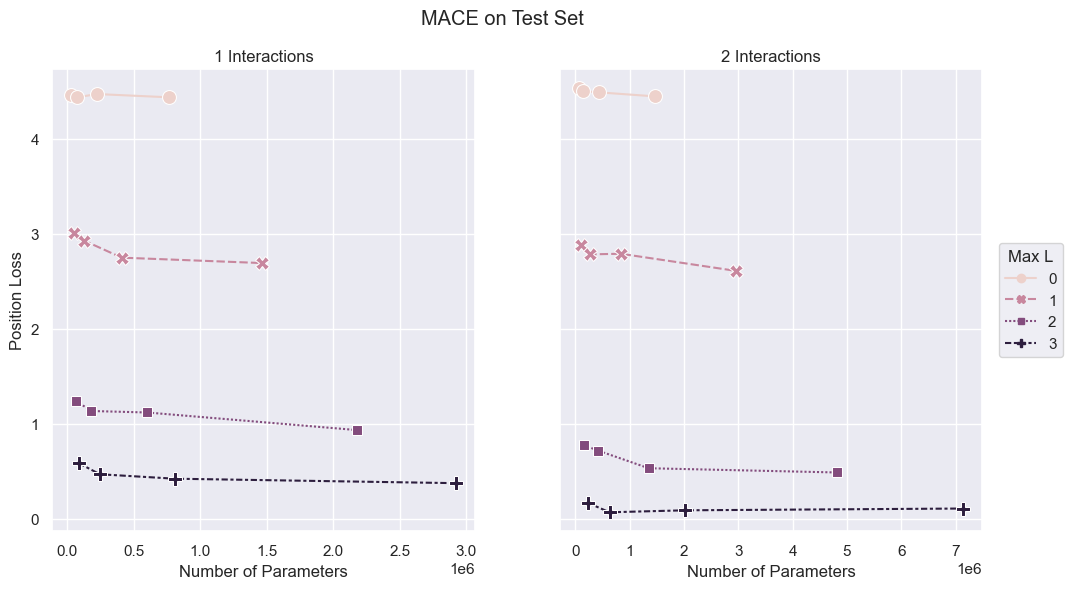 MACE on Test Set
1 Interactions
2 Interactions
Position Loss
4
3
2
1
0
0.0 0.5 1.0 1.5 2.0 2.5 3.0
1e6
Number of Parameters
0 1 2 3 4 5 6 7
1e6
Number of Parameters
Max L
0
1
2
3